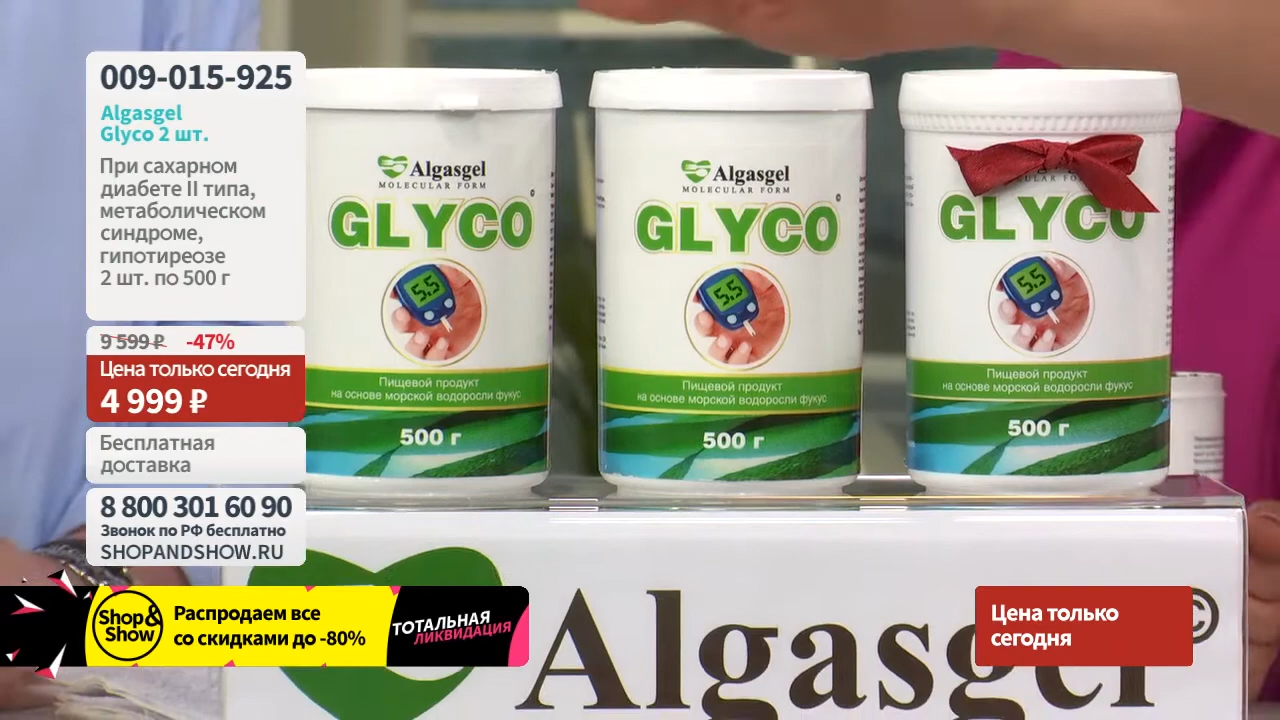 009-015-925
Algasgel
Glyco 2 шт.
При сахарном
диабете II типа,
метаболическом
синдроме,
гипотиреозе
2 шт. по 500 г
9 599 ₽ -47%
Цена только сегодня
4 999 ₽
Бесплатная
доставка
8 800 301 60 90
Звонок по РФ бесплатно
SHOPANDSHOW.RU
Algasgel
MOLECULAR FORM
GLYCO
5.5
Пищевой продукт
на основе морской водоросли фукус
500 г
Algasgel
MOLECULAR FORM
GLYCO
5.5
Пищевой продукт
на основе морской водоросли фукус
500 г
GLYCO
5.5
Пищевой продукт
на основе морской водоросли фукус
500 г
Algasgel ©
Shop&
Show
Распродаем все
со скидками до -80%
ТОТАЛЬНАЯ
ЛИКВИДАЦИЯ
Цена только
сегодня